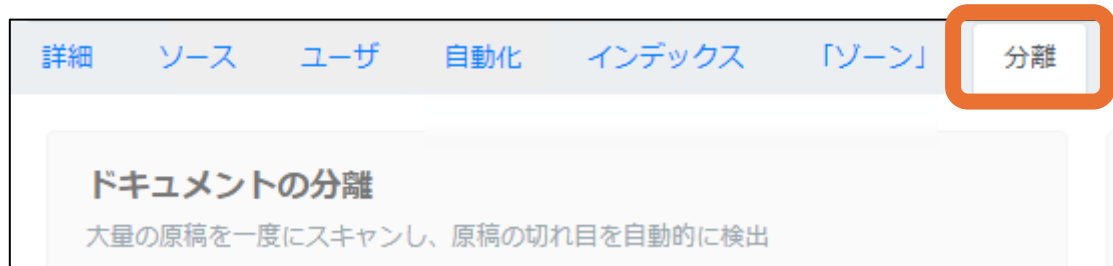 詳細 ソース ユーザ 自動化 インデックス 「ゾーン」 分離
ドキュメントの分離
大量の原稿を一度にスキャンし、原稿の切れ目を自動的に検出